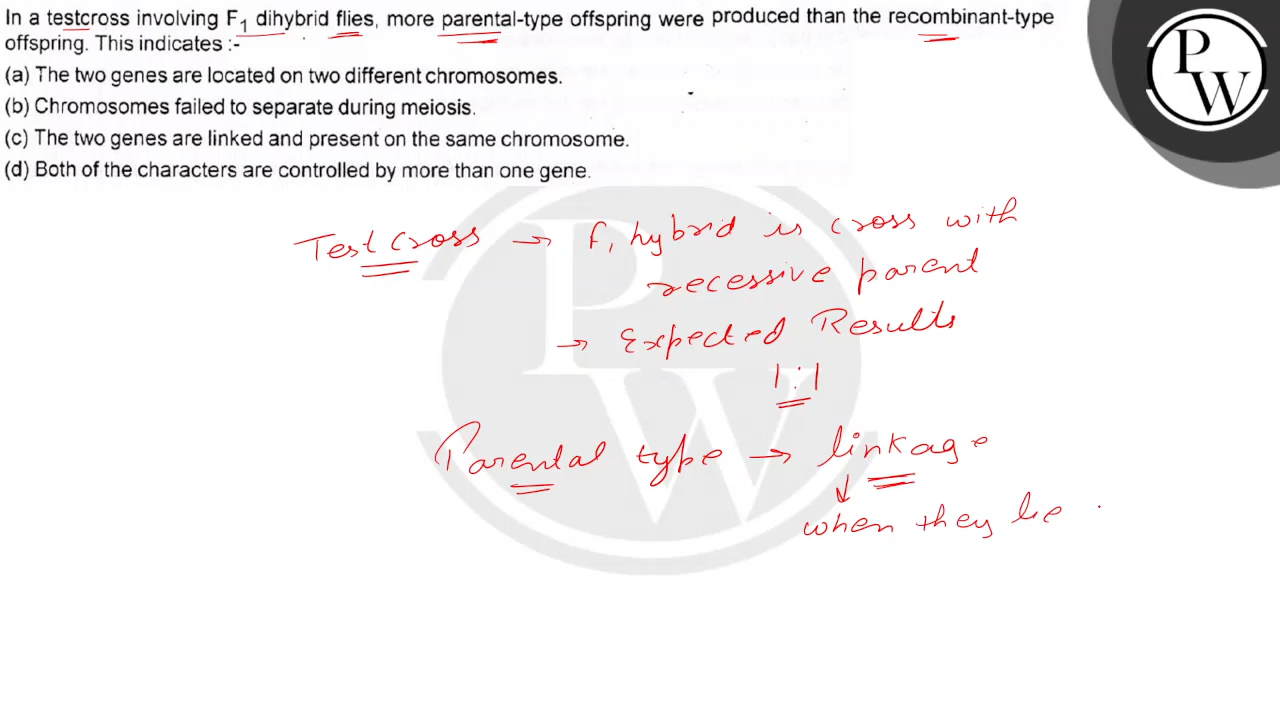 In a testcross involving F1 dihybrid flies, more parental-type offspring were produced than the recombinant-type
offspring. This indicates :-
(a) The two genes are located on two different chromosomes.
(b) Chromosomes failed to separate during meiosis.
(c) The two genes are linked and present on the same chromosome.
(d) Both of the characters are controlled by more than one gene.
PW
Test cross → F1 hybrid is cross with
recessive parent
→ Expected Results
1:1
Parental type → linkage
↓
when they lie